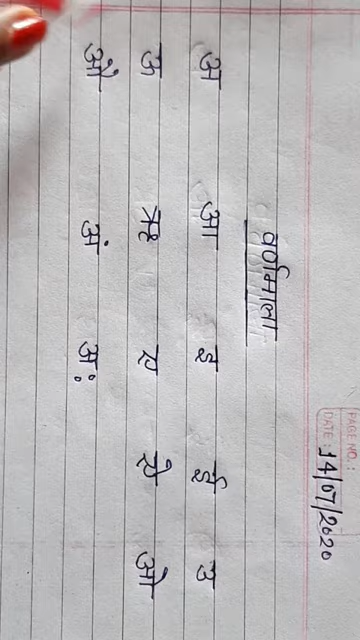 PAGE NO.:
DATE: 14/07/2020
वर्णमाला
अ आ इ ई उ
ऊ ऋ ए ऐ ओ
औ अं अः